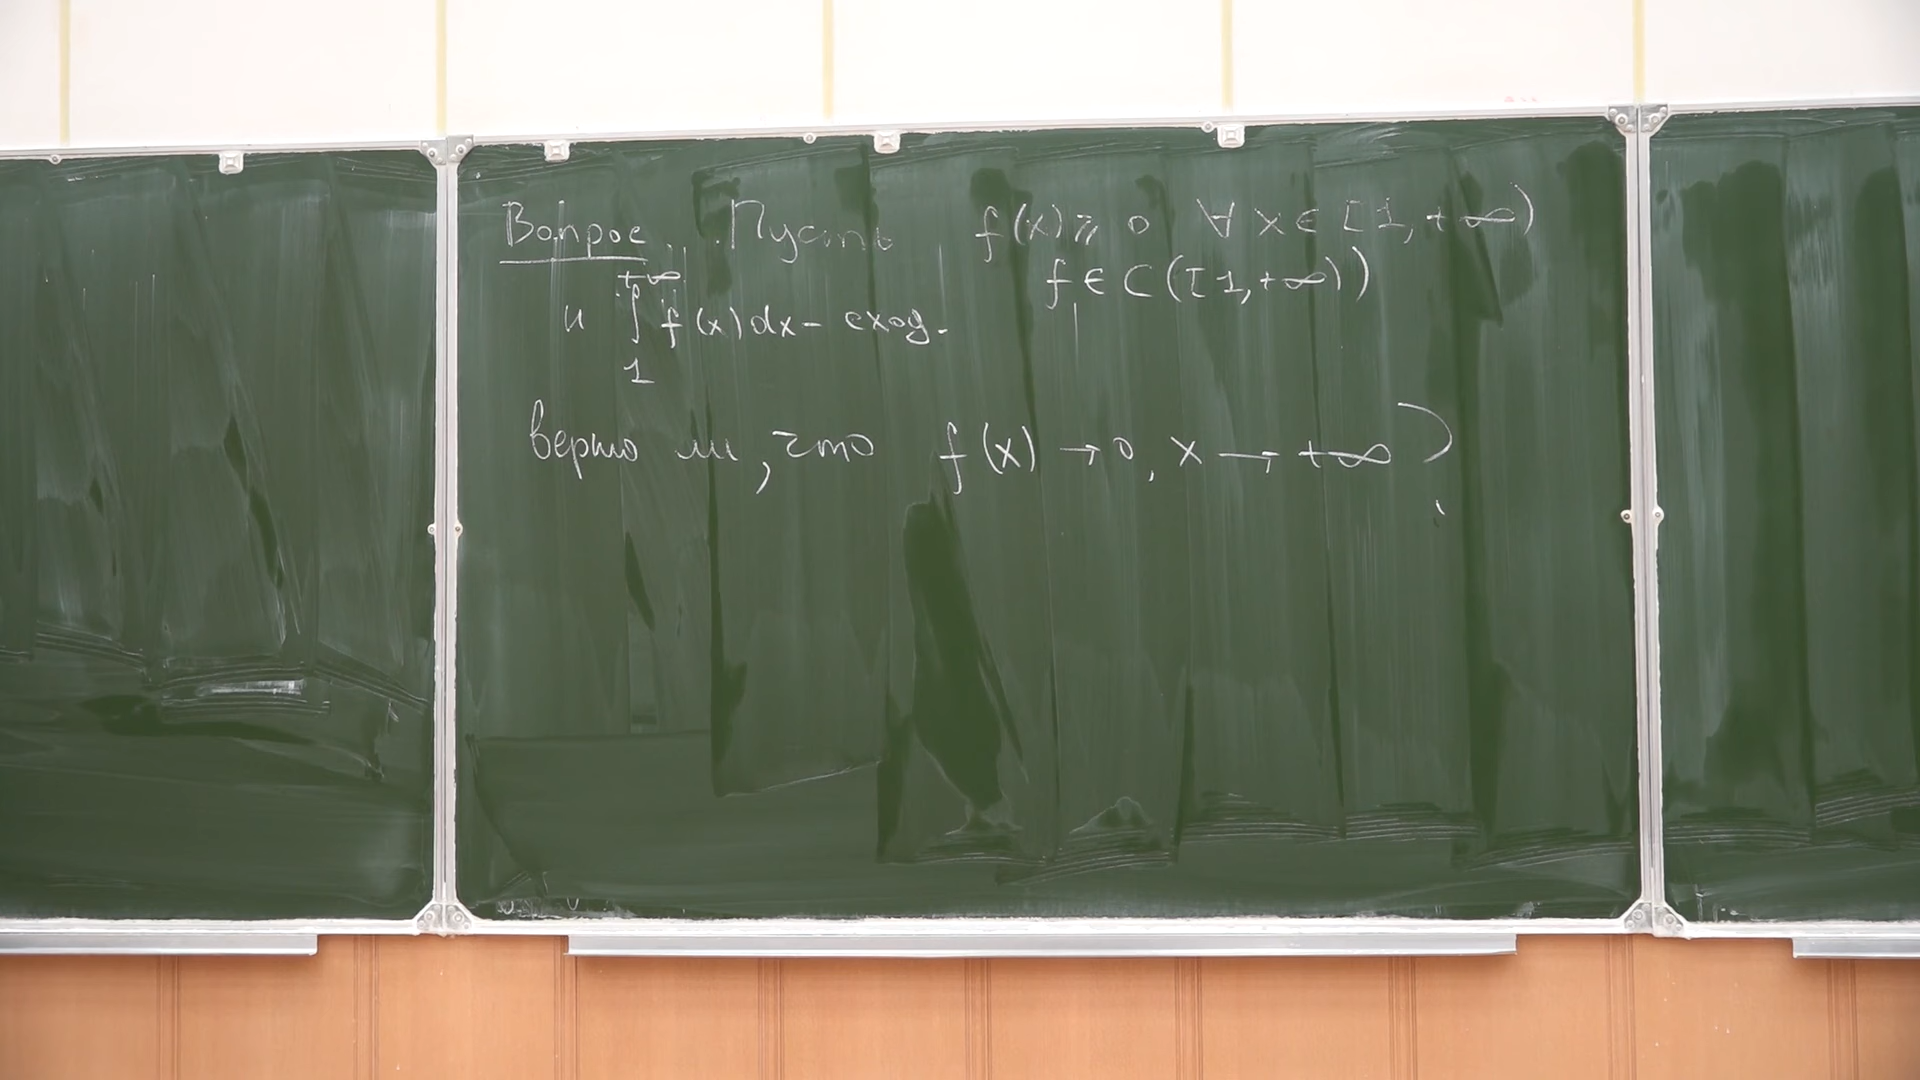 Вопрос. Пусть f(x) ⩾ 0 ∀ x ∈ [1, +∞)
f ∈ C([1, +∞))
и ∫₁^{+∞} f(x)dx - сход.
верно ли, что f(x) → 0, x → +∞?